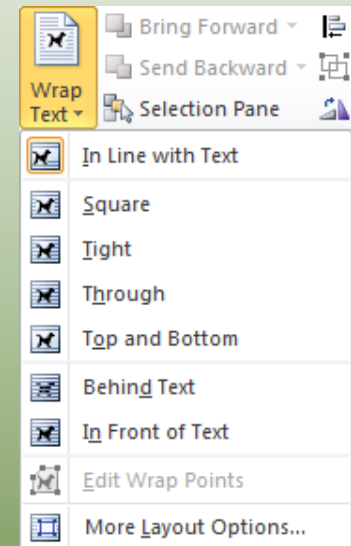 Bring Forward
Send Backward
Wrap
Text
Selection Pane
In Line with Text
Square
Tight
Through
Top and Bottom
Behind Text
In Front of Text
Edit Wrap Points
More Layout Options...